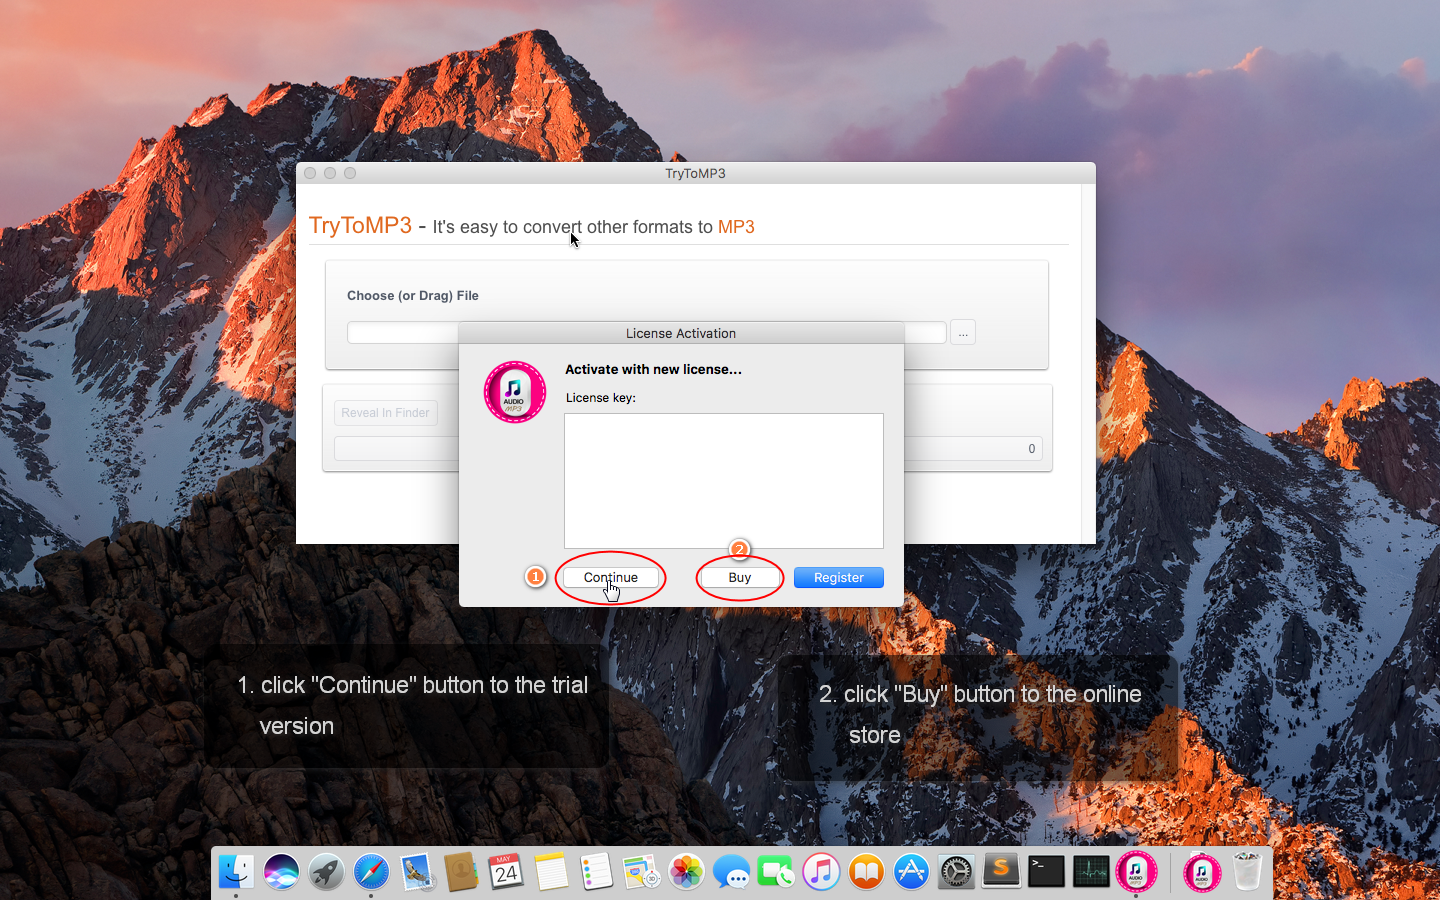 TryToMP3
TryToMP3 - It's easy to convert other formats to MP3
Choose (or Drag) File
...
License Activation
Activate with new license...
AUDIO
MP3
License key:
Reveal In Finder
0
2
1
Continue
Buy
Register
1. click "Continue" button to the trial
version
2. click "Buy" button to the online
store
MAY
24
AUDIO
MP3
AUDIO
MP3